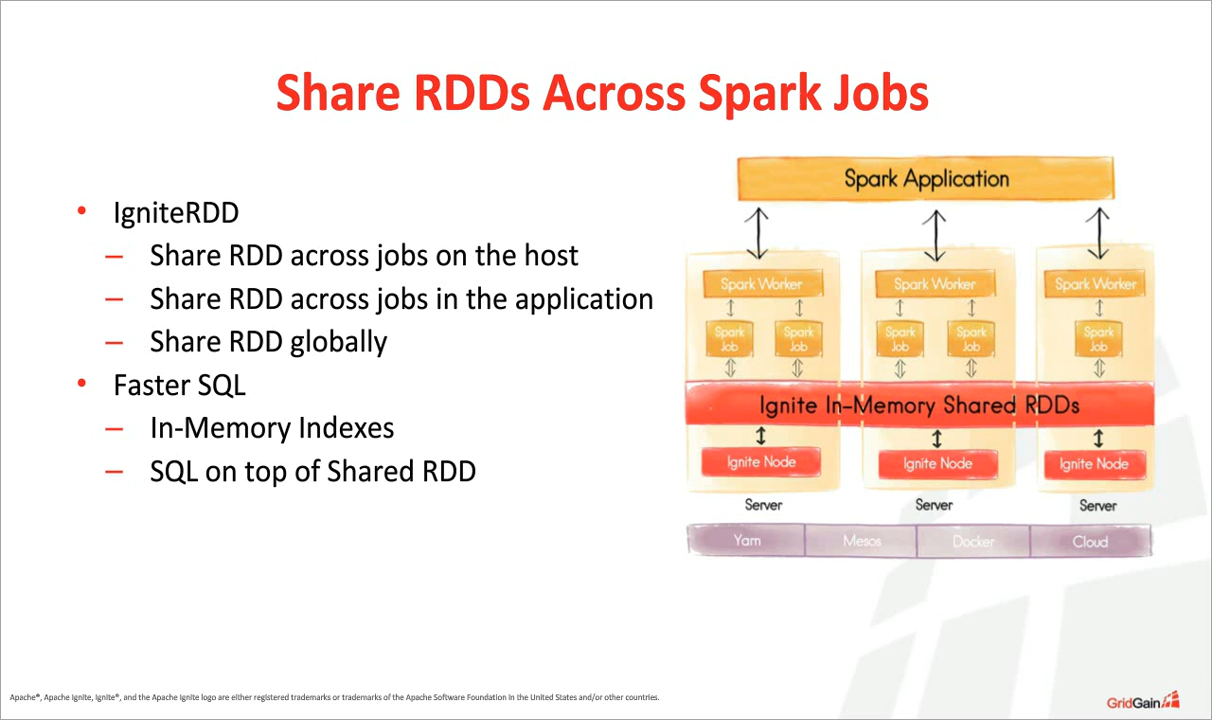 Share RDDs Across Spark Jobs
• IgniteRDD
– Share RDD across jobs on the host
– Share RDD across jobs in the application
– Share RDD globally
• Faster SQL
– In-Memory Indexes
– SQL on top of Shared RDD
Spark Application
Spark Worker
Spark Worker
Spark Worker
Spark
Job
Spark
Job
Spark
Job
Spark
Job
Spark
Job
Ignite In-Memory Shared RDDs
Ignite Node
Ignite Node
Ignite Node
Server
Server
Server
Yarn
Mesos
Docker
Cloud
Apache®, Apache Ignite, Ignite®, and the Apache Ignite logo are either registered trademarks or trademarks of the Apache Software Foundation in the United States and/or other countries.
GridGain